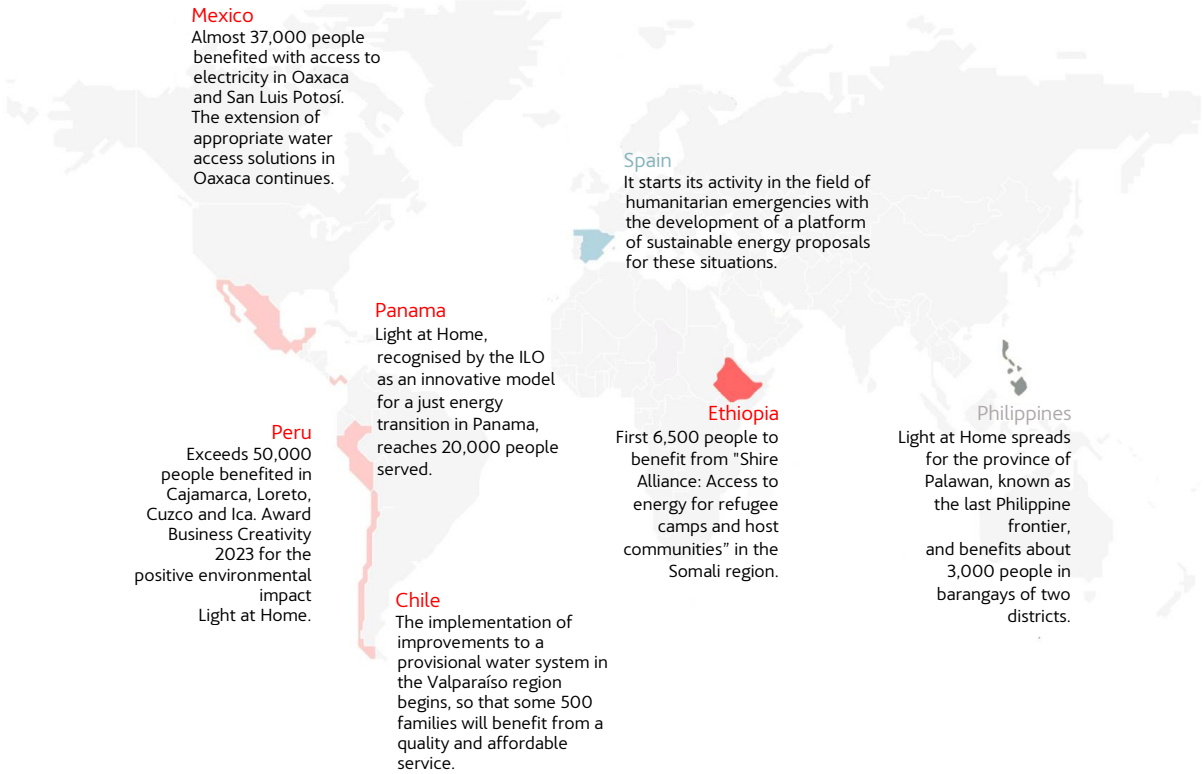 Mexico
Almost 37,000 people
benefited with access to
electricity in Oaxaca
and San Luis Potosí.
The extension of
appropriate water
access solutions in
Oaxaca continues.
Spain
It starts its activity in the field of
humanitarian emergencies with
the development of a platform
of sustainable energy proposals
for these situations.
Panama
Light at Home,
recognised by the ILO
as an innovative model
for a just energy
transition in Panama,
reaches 20,000 people
served.
Peru
Exceeds 50,000
people benefited in
Cajamarca, Loreto,
Cuzco and Ica. Award
Business Creativity
2023 for the
positive environmental
impact
Light at Home.
Ethiopia
First 6,500 people to
benefit from "Shire
Alliance: Access to
energy for refugee
camps and host
communities” in the
Somali region.
Philippines
Light at Home spreads
for the province of
Palawan, known as
the last Philippine
frontier,
and benefits about
3,000 people in
barangays of two
districts.
Chile
The implementation of
improvements to a
provisional water system in
the Valparaíso region
begins, so that some 500
families will benefit from a
quality and affordable
service.